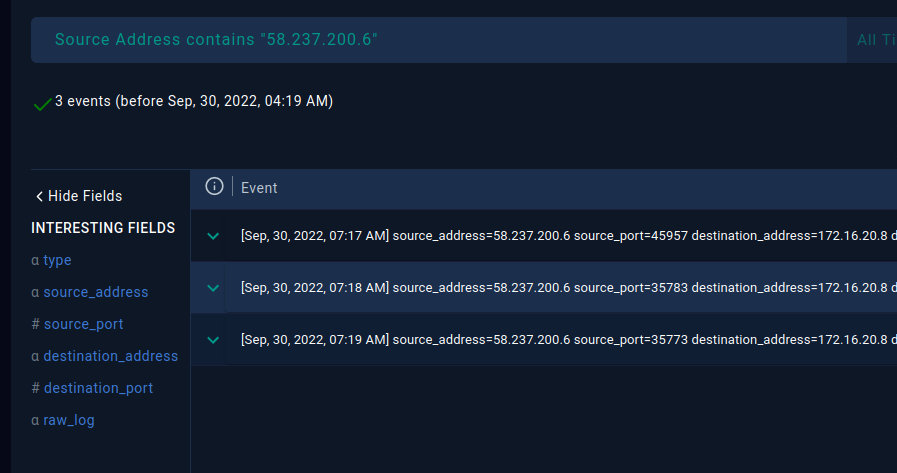 Source Address contains "58.237.200.6"
All Ti
3 events (before Sep, 30, 2022, 04:19 AM)
Hide Fields
INTERESTING FIELDS
α type
α source_address
# source_port
α destination_address
# destination_port
α raw_log
Event
[Sep, 30, 2022, 07:17 AM] source_address=58.237.200.6 source_port=45957 destination_address=172.16.20.8 d
[Sep, 30, 2022, 07:18 AM] source_address=58.237.200.6 source_port=35783 destination_address=172.16.20.8 d
[Sep, 30, 2022, 07:19 AM] source_address=58.237.200.6 source_port=35773 destination_address=172.16.20.8 d